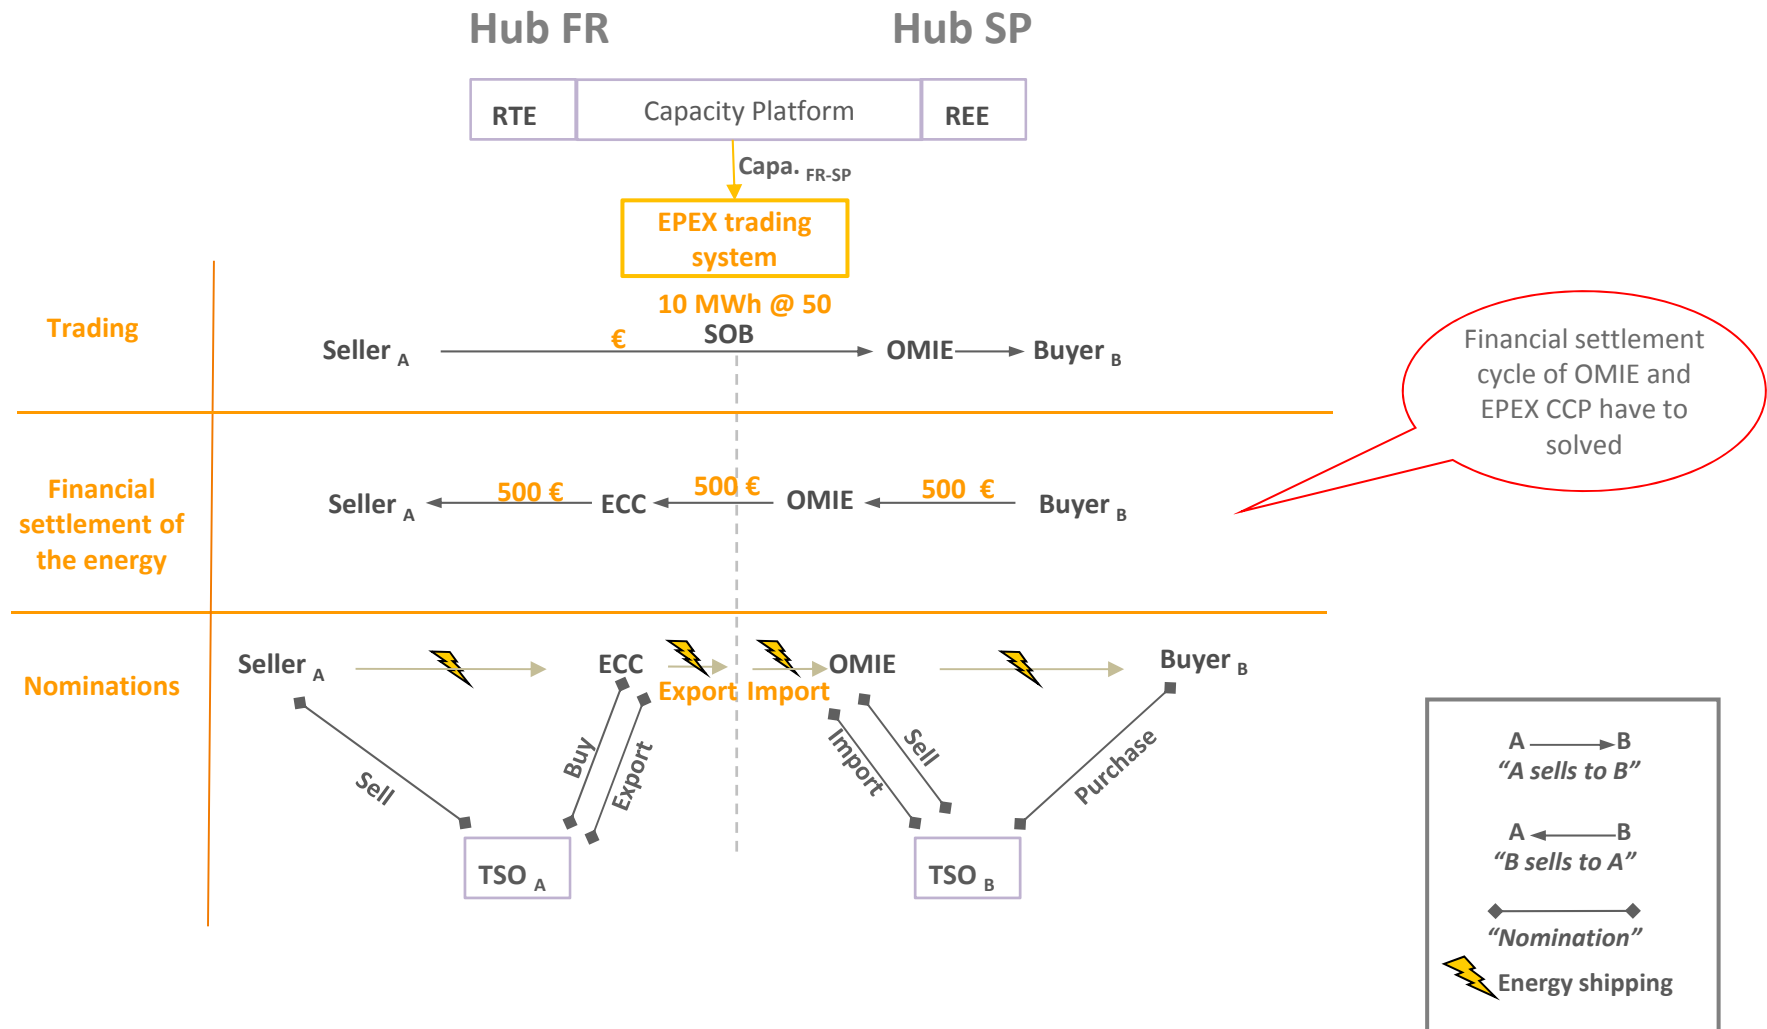 Hub FR
Hub SP
RTE
Capacity Platform
REE
Capa. FR-SP
EPEX trading
system
10 MWh @ 50
€
SOB
Trading
Seller A
OMIE
Buyer B
Financial settlement
cycle of OMIE and
EPEX CCP have to
solved
Financial
settlement of
the energy
Seller A
500 €
ECC
500 €
OMIE
500 €
Buyer B
Nominations
Seller A
ECC
Export
Import
OMIE
Buyer B
Sell
Buy
Export
Import
Sell
Purchase
TSO A
TSO B
A B
“A sells to B”
A B
“B sells to A”
“Nomination”
Energy shipping